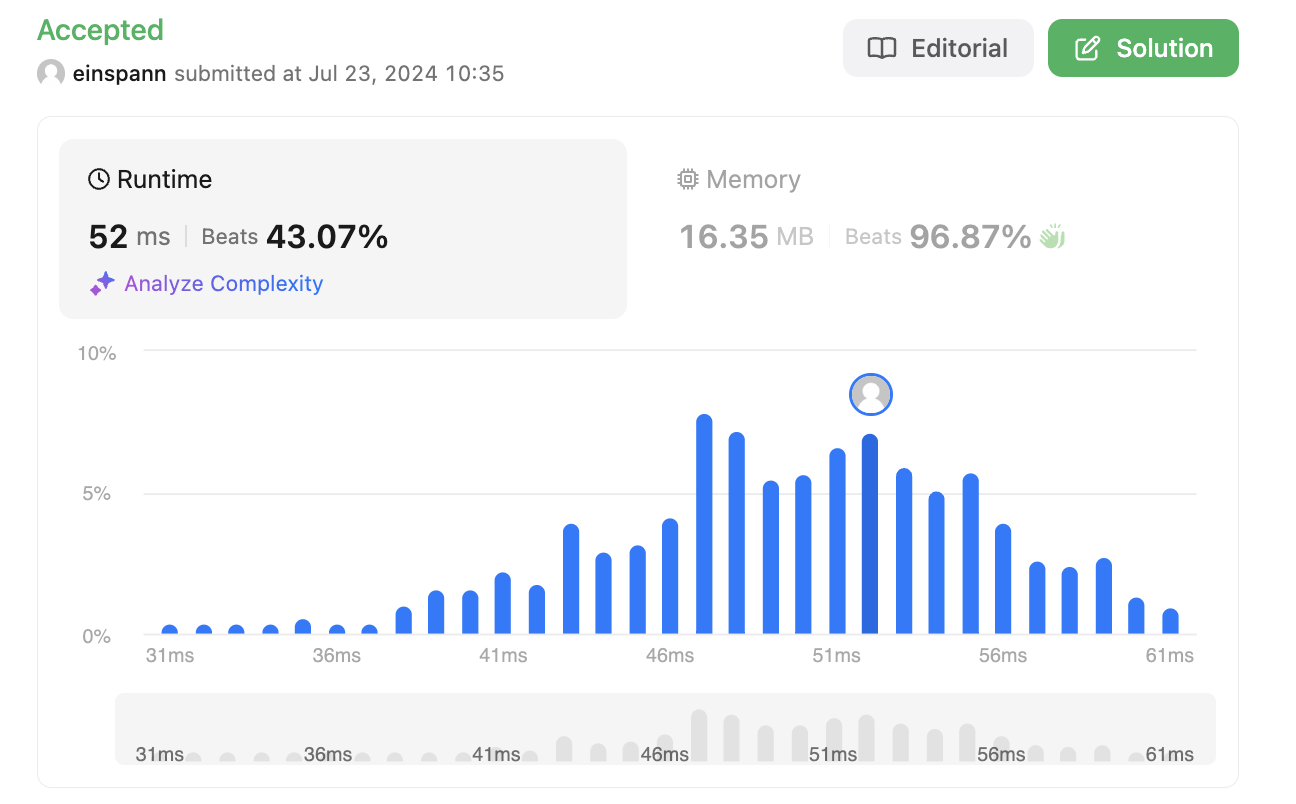 Accepted
Editorial
Solution
einspann submitted at Jul 23, 2024 10:35
Runtime
Memory
52 ms | Beats 43.07%
16.35 MB | Beats 96.87%
Analyze Complexity
10%
5%
0%
31ms 36ms 41ms 46ms 51ms 56ms 61ms
31ms 36ms 41ms 46ms 51ms 56ms 61ms